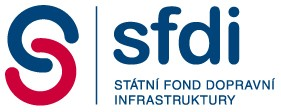 sfdi
STÁTNÍ FOND DOPRAVNÍ
INFRASTRUKTURY